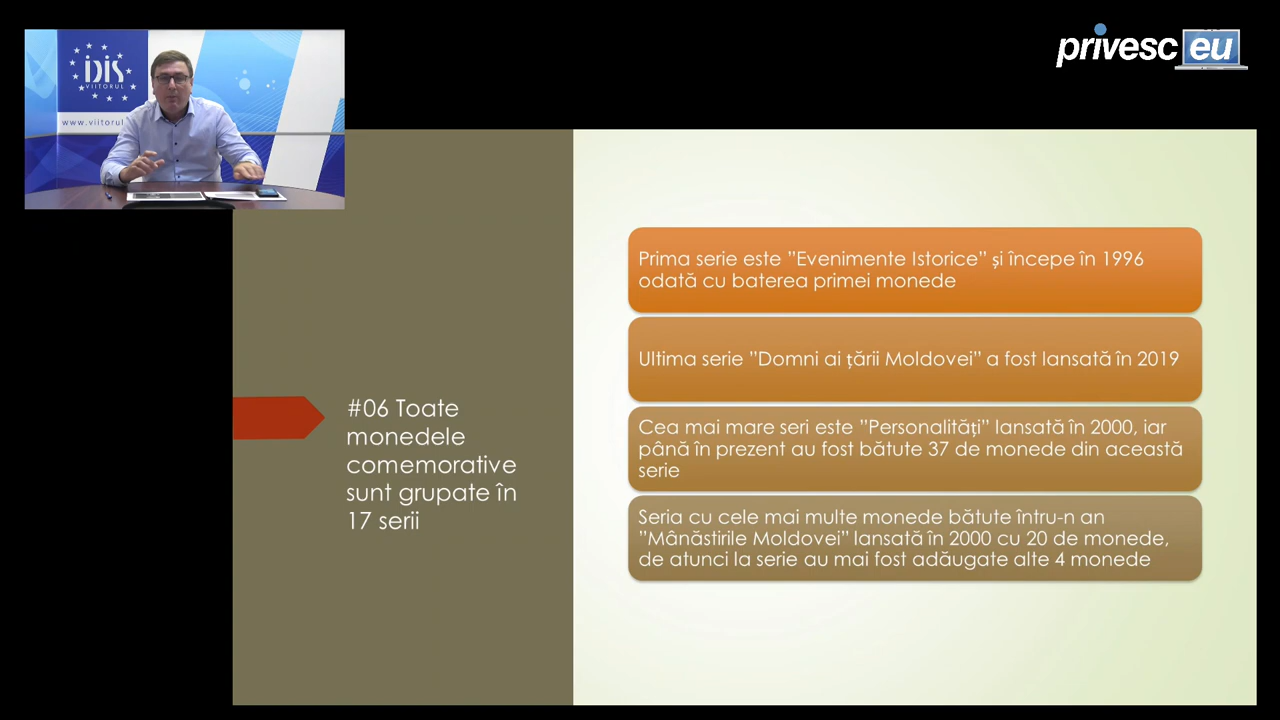 privesc eu
iDiS
VIITORUL
www.viitorul.
#06 Toate
monedele
comemorative
sunt grupate în
17 serii
Prima serie este ”Evenimente Istorice” și începe în 1996
odată cu baterea primei monede
Ultima serie ”Domni ai țării Moldovei” a fost lansată în 2019
Cea mai mare seri este ”Personalități” lansată în 2000, iar
până în prezent au fost bătute 37 de monede din această
serie
Seria cu cele mai multe monede bătute întru-n an
”Mânăstirile Moldovei” lansată în 2000 cu 20 de monede,
de atunci la serie au mai fost adăugate alte 4 monede